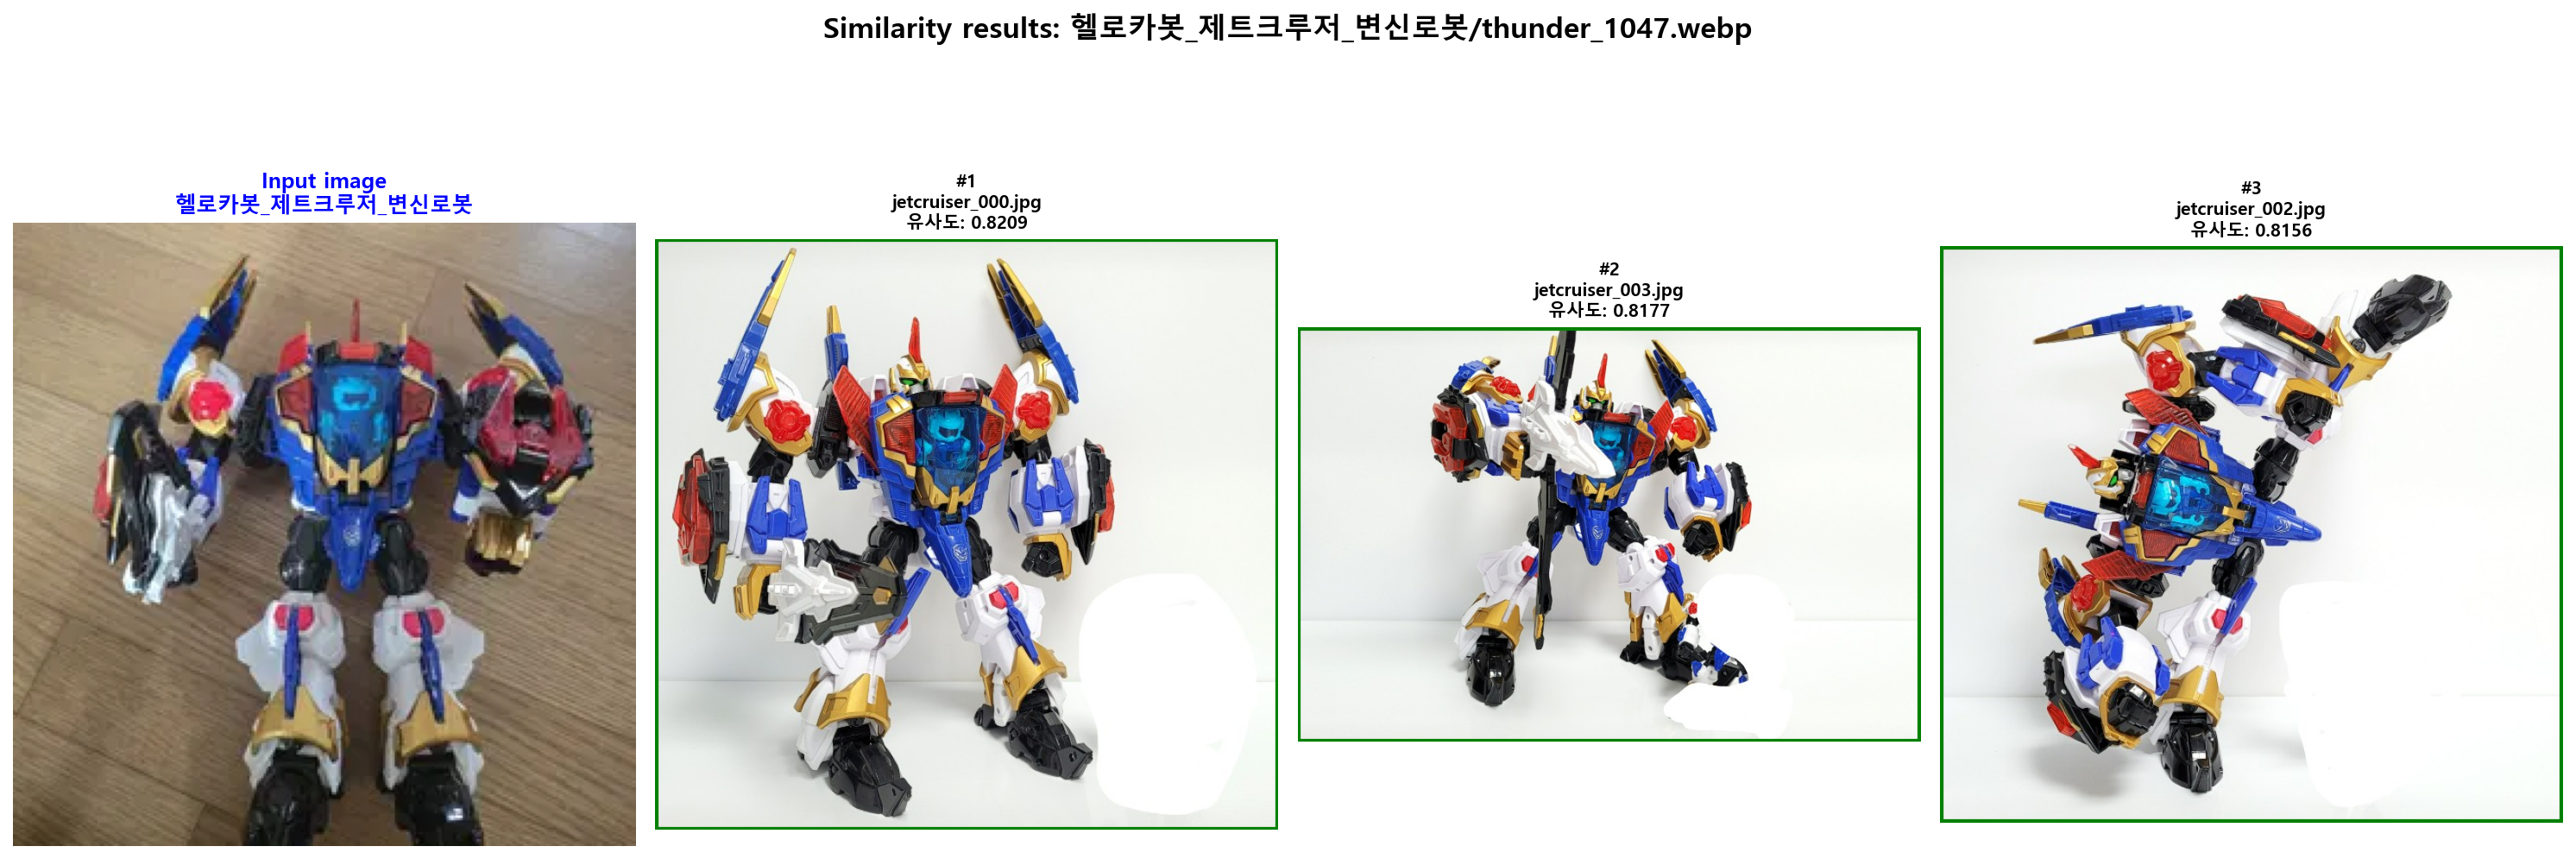 Similarity results: 헬로카봇_제트크루저_변신로봇/thunder_1047.webp
Input image
헬로카봇_제트크루저_변신로봇
#1
jetcruiser_000.jpg
유사도: 0.8209
#2
jetcruiser_003.jpg
유사도: 0.8177
#3
jetcruiser_002.jpg
유사도: 0.8156